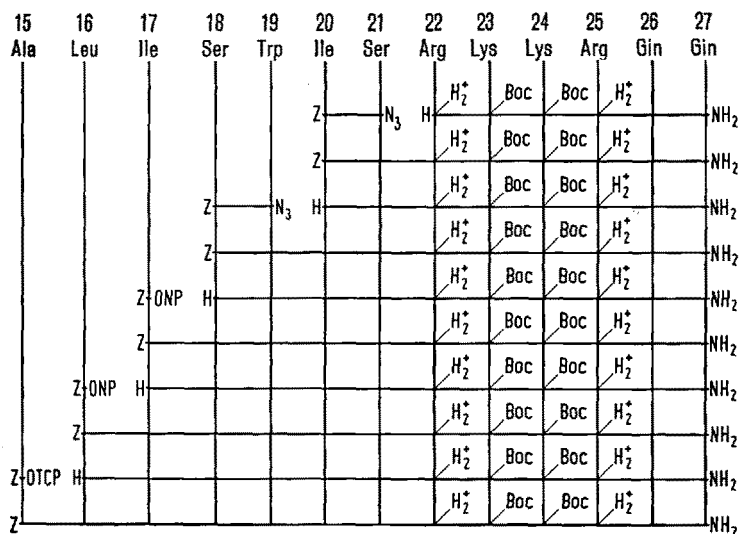 15 16 17 18 19 20 21 22 23 24 25 26 27
Ala Leu Ile Ser Trp Ile Ser Arg Lys Lys Arg Gin Gin
Z N3 H H2+ Boc Boc H2+ NH2
Z H2+ Boc Boc H2+ NH2
Z N3 H H2+ Boc Boc H2+ NH2
Z H2+ Boc Boc H2+ NH2
Z ONP H H2+ Boc Boc H2+ NH2
Z H2+ Boc Boc H2+ NH2
Z ONP H H2+ Boc Boc H2+ NH2
Z H2+ Boc Boc H2+ NH2
Z OTCP H H2+ Boc Boc H2+ NH2
Z H2+ Boc Boc H2+ NH2